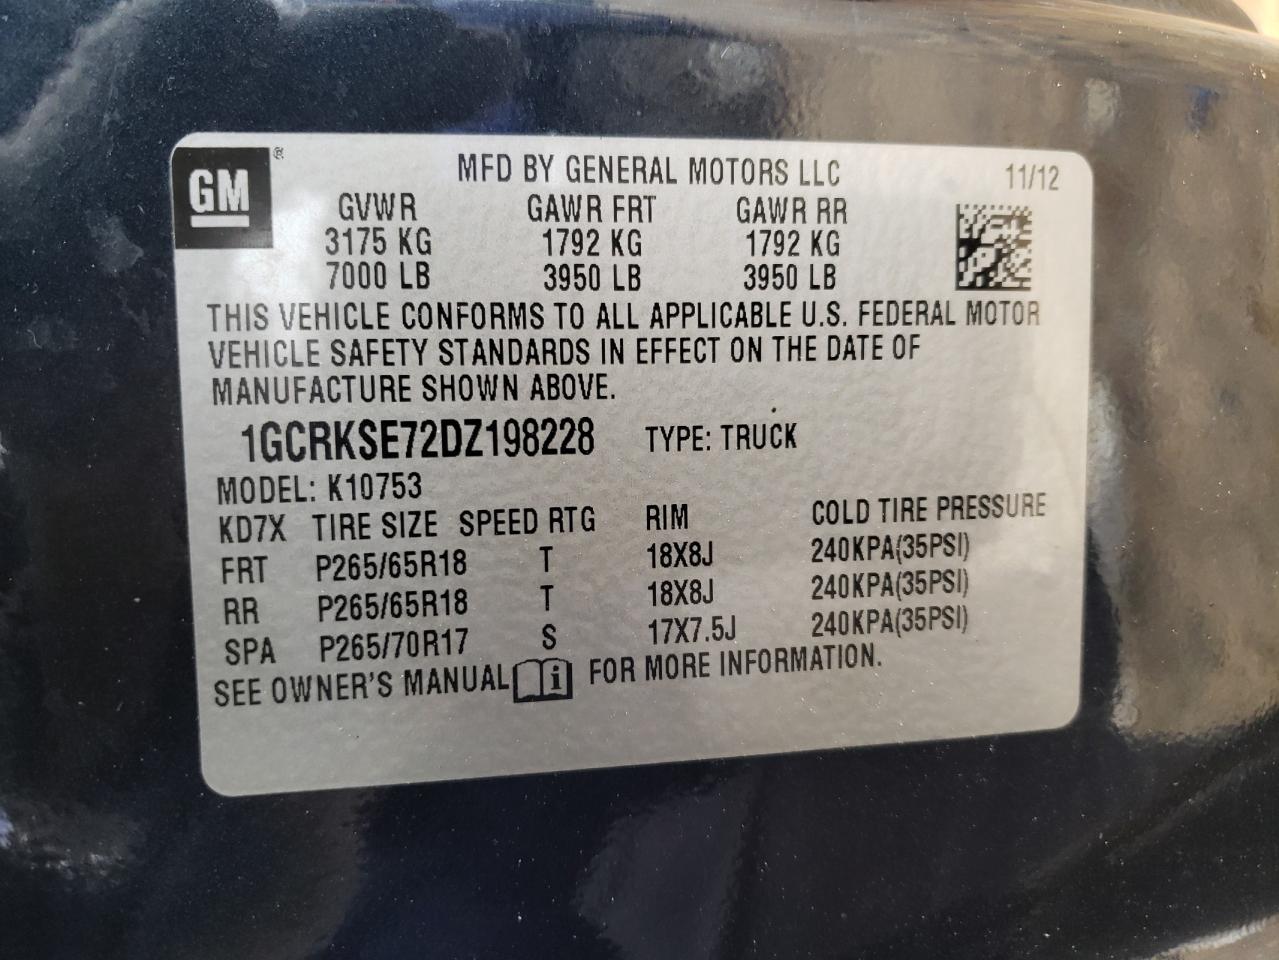 GM ®
MFD BY GENERAL MOTORS LLC 11/12
GVWR GAWR FRT GAWR RR
3175 KG 1792 KG 1792 KG
7000 LB 3950 LB 3950 LB
THIS VEHICLE CONFORMS TO ALL APPLICABLE U.S. FEDERAL MOTOR
VEHICLE SAFETY STANDARDS IN EFFECT ON THE DATE OF
MANUFACTURE SHOWN ABOVE.
1GCRKSE72DZ198228 TYPE: TRUCK
MODEL: K10753
KD7X TIRE SIZE SPEED RTG RIM COLD TIRE PRESSURE
FRT P265/65R18 T 18X8J 240KPA(35PSI)
RR P265/65R18 T 18X8J 240KPA(35PSI)
SPA P265/70R17 S 17X7.5J 240KPA(35PSI)
SEE OWNER'S MANUAL i FOR MORE INFORMATION.